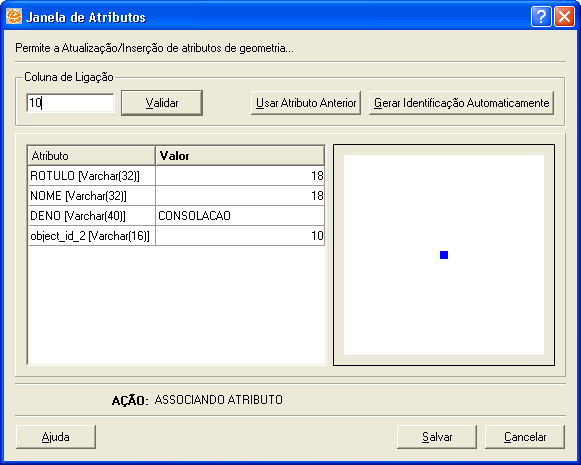 Janela de Atributos
Permite a Atualização/Inserção de atributos de geometria...
Coluna de Ligação
10 Validar Usar Atributo Anterior Gerar Identificação Automaticamente
Atributo Valor
ROTULO [Varchar(32)] 18
NOME [Varchar(32)] 18
DENO [Varchar(40)] CONSOLACAO
object_id_2 [Varchar(16)] 10
AÇÃO: ASSOCIANDO ATRIBUTO
Ajuda Salvar Cancelar